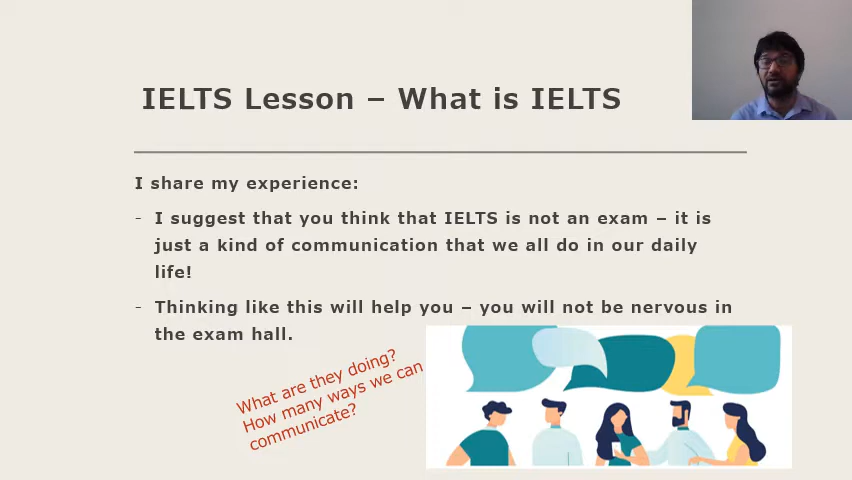 IELTS Lesson – What is IELTS
I share my experience:
- I suggest that you think that IELTS is not an exam – it is
just a kind of communication that we all do in our daily
life!
- Thinking like this will help you – you will not be nervous in
the exam hall.
What are they doing?
How many ways we can
communicate?